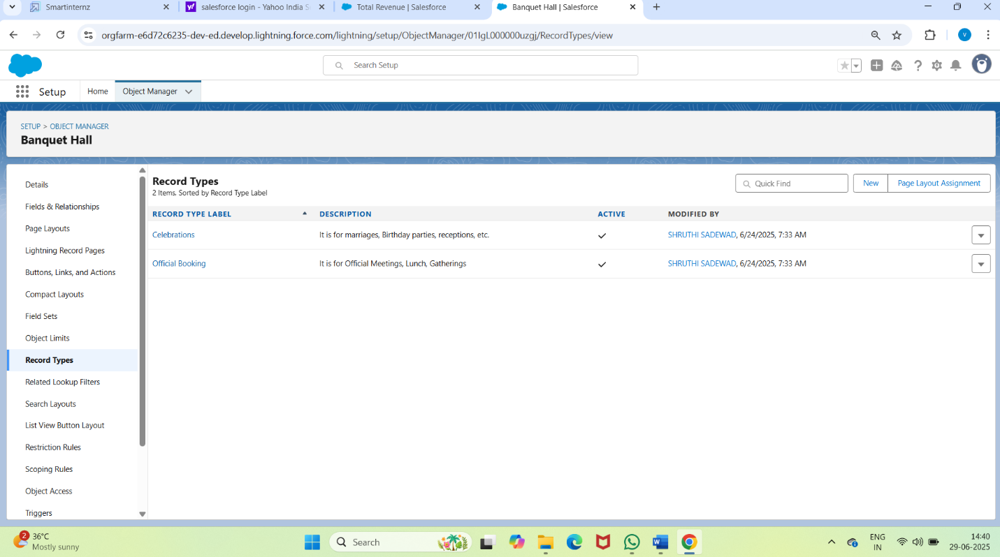 Smartinternz
salesforce login - Yahoo India S
Total Revenue | Salesforce
Banquet Hall | Salesforce
orgfarm-e6d72c6235-dev-ed.develop.lightning.force.com/lightning/setup/ObjectManager/01IgL000000uzgj/RecordTypes/view
V
Search Setup
Setup
Home
Object Manager
SETUP > OBJECT MANAGER
Banquet Hall
Details
Fields & Relationships
Page Layouts
Lightning Record Pages
Buttons, Links, and Actions
Compact Layouts
Field Sets
Object Limits
Record Types
Related Lookup Filters
Search Layouts
List View Button Layout
Restriction Rules
Scoping Rules
Object Access
Triggers
Record Types
2 Items, Sorted by Record Type Label
Quick Find
New
Page Layout Assignment
RECORD TYPE LABEL DESCRIPTION ACTIVE MODIFIED BY
Celebrations It is for marriages, Birthday parties, receptions, etc. SHRUTHI SADEWAD, 6/24/2025, 7:33 AM
Official Booking It is for Official Meetings, Lunch, Gatherings SHRUTHI SADEWAD, 6/24/2025, 7:33 AM
2
36°C
Mostly sunny
Search
ENG
IN
14:40
29-06-2025